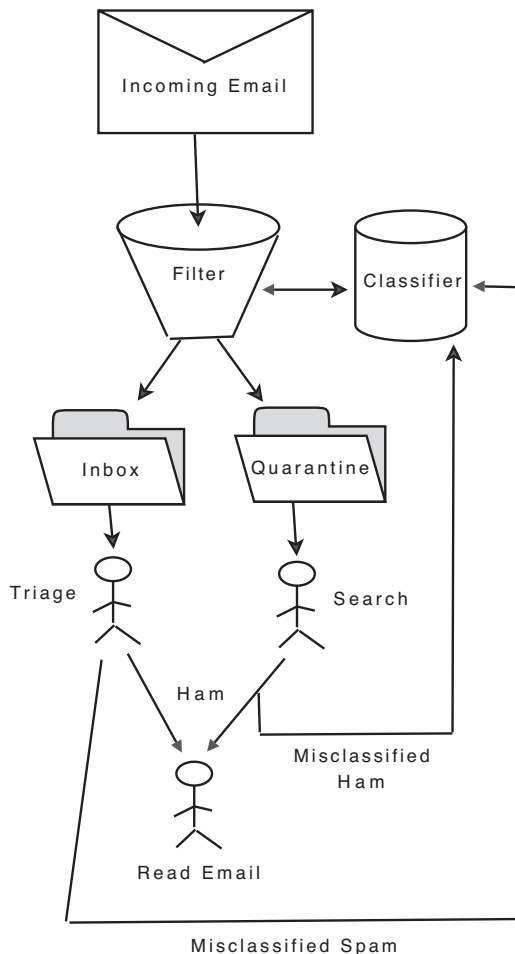 Incoming Email
Filter
Classifier
Inbox
Quarantine
Triage
Search
Ham
Misclassified
Ham
Read Email
Misclassified Spam